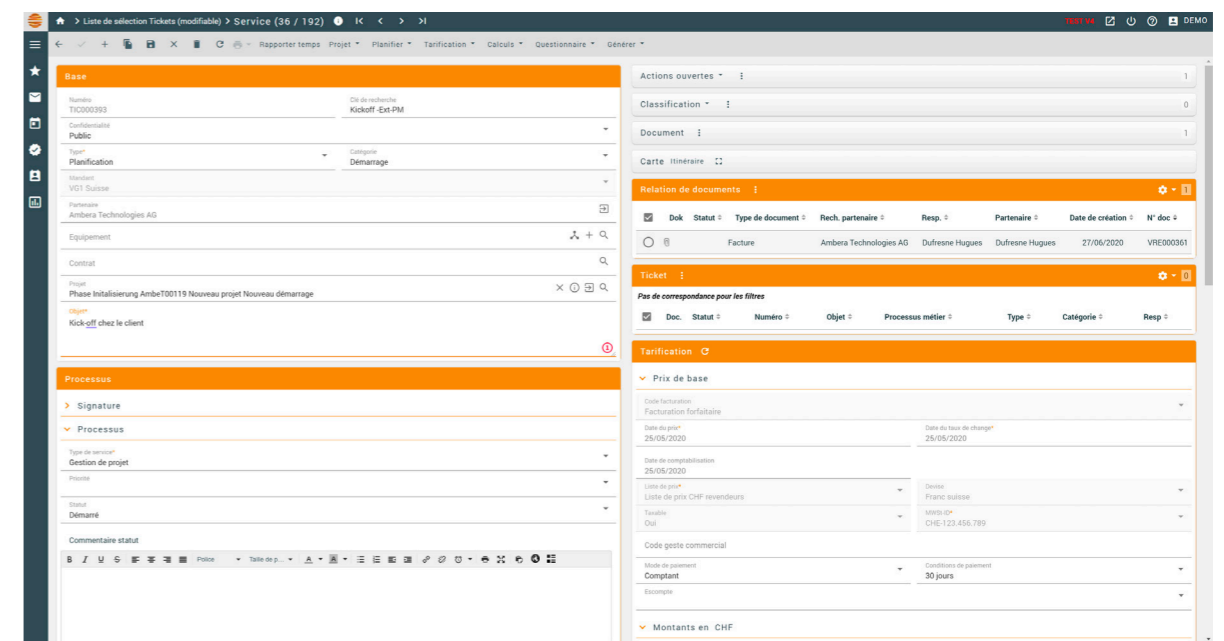 > Liste de sélection Tickets (modifiable) > Service (36 / 192)
TEST V4
DEMO
Rapporter temps Projet Planifier Tarification Calculs Questionnaire Générer
Base
Numéro
TIC000393
Clé de recherche
Kickoff -Ext-PM
Confidentialité
Public
Type*
Planification
Catégorie
Démarrage
Mandant
VG1 Suisse
Partenaire
Ambera Technologies AG
Equipement
Contrat
Projet
Phase Initalisierung AmbeT00119 Nouveau projet Nouveau démarrage
Objet*
Kick-off chez le client
1
Processus
Signature
Processus
Type de service*
Gestion de projet
Priorité
Statut
Démarré
Commentaire statut
B I U S Police Taille de p... A A
Actions ouvertes 1
Classification 0
Document 1
Carte Itinéraire
Relation de documents 1
Dok Statut Type de document Rech. partenaire Resp. Partenaire Date de création N° doc
Facture Ambera Technologies AG Dufresne Hugues Dufresne Hugues 27/06/2020 VRE000361
Ticket 0
Pas de correspondance pour les filtres
Doc. Statut Numéro Objet Processus métier Type Catégorie Resp
Tarification
Prix de base
Code facturation
Facturation forfaitaire
Date du prix*
25/05/2020
Date du taux de change*
25/05/2020
Date de comptabilisation
25/05/2020
Liste de prix*
Liste de prix CHF revendeurs
Devise
Franc suisse
Taxable
Oui
MWSt-ID*
CHE-123.456.789
Code geste commercial
Mode de paiement
Comptant
Conditions de paiement
30 jours
Escompte
Montants en CHF